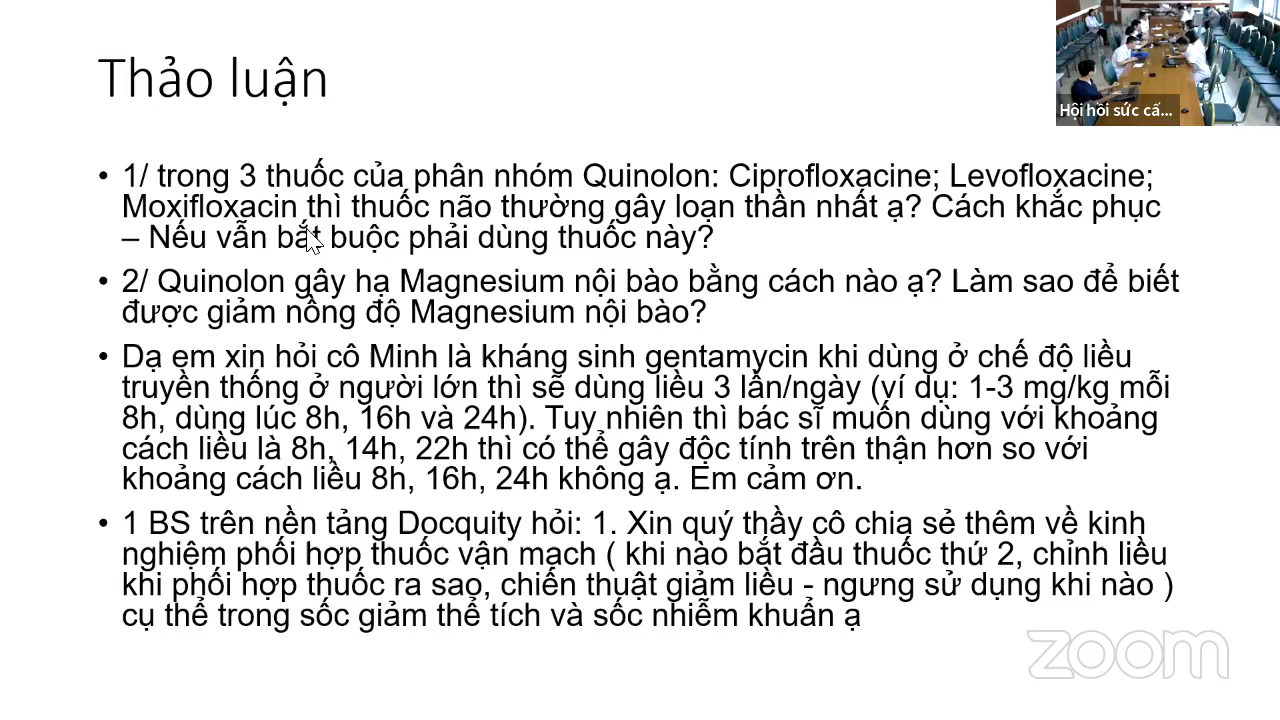 Thảo luận
Hội hồi sức cấ...
• 1/ trong 3 thuốc của phân nhóm Quinolon: Ciprofloxacine; Levofloxacine;
Moxifloxacin thì thuốc não thường gây loạn thần nhất ạ? Cách khắc phục
– Nếu vẫn bắt buộc phải dùng thuốc này?
• 2/ Quinolon gây hạ Magnesium nội bào bằng cách nào ạ? Làm sao để biết
được giảm nồng độ Magnesium nội bào?
• Dạ em xin hỏi cô Minh là kháng sinh gentamycin khi dùng ở chế độ liều
truyền thống ở người lớn thì sẽ dùng liều 3 lần/ngày (ví dụ: 1-3 mg/kg mỗi
8h, dùng lúc 8h, 16h và 24h). Tuy nhiên thì bác sĩ muốn dùng với khoảng
cách liều là 8h, 14h, 22h thì có thể gây độc tính trên thận hơn so với
khoảng cách liều 8h, 16h, 24h không ạ. Em cảm ơn.
• 1 BS trên nền tảng Docquity hỏi: 1. Xin quý thầy cô chia sẻ thêm về kinh
nghiệm phối hợp thuốc vận mạch ( khi nào bắt đầu thuốc thứ 2, chỉnh liều
khi phối hợp thuốc ra sao, chiến thuật giảm liều - ngưng sử dụng khi nào )
cụ thể trong sốc giảm thể tích và sốc nhiễm khuẩn ạ
zoom